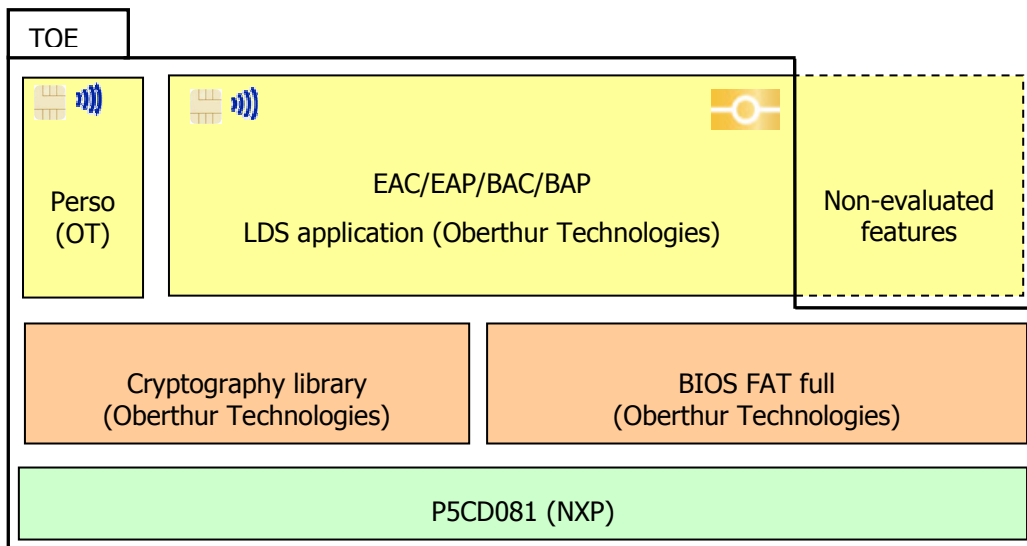 TOE
Perso
(OT)
EAC/EAP/BAC/BAP
LDS application (Oberthur Technologies)
Non-evaluated
features
Cryptography library
(Oberthur Technologies)
BIOS FAT full
(Oberthur Technologies)
P5CD081 (NXP)